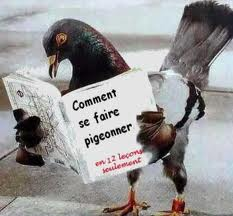 Comment
se faire
pigeonner
en 12 leçons
seulement